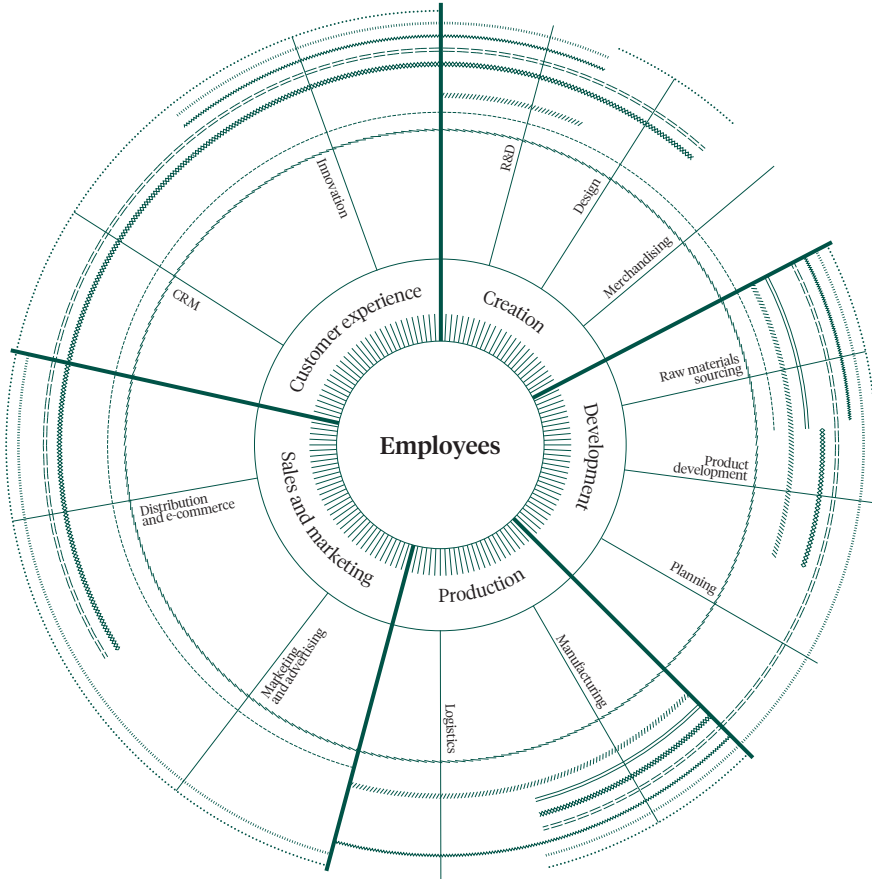 Employees
Creation
R&D
Design
Merchandising
Development
Raw materials
sourcing
Product
development
Planning
Production
Manufacturing
Logistics
Sales and marketing
Marketing
and advertising
Distribution
and e-commerce
Customer experience
CRM
Innovation